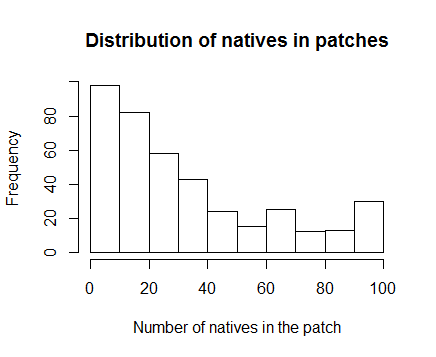 Distribution of natives in patches
Frequency
0 20 40 60 80
0 20 40 60 80 100
Number of natives in the patch